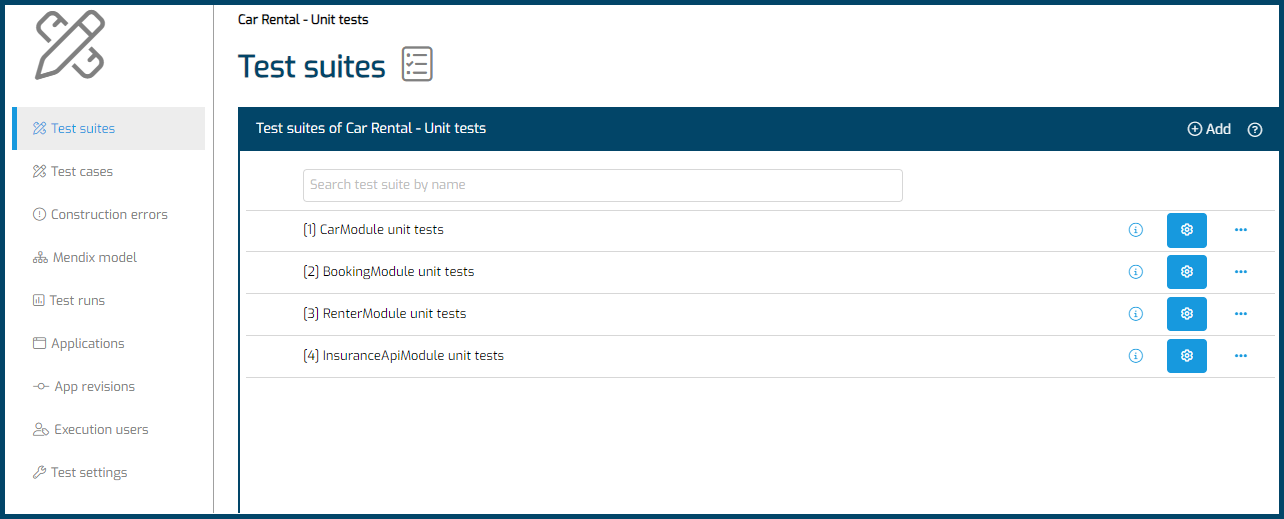 Car Rental - Unit tests
Test suites
Test suites
Test cases
Construction errors
Mendix model
Test runs
Applications
App revisions
Execution users
Test settings
Test suites of Car Rental - Unit tests
Add
Search test suite by name
[1] CarModule unit tests
[2] BookingModule unit tests
[3] RenterModule unit tests
[4] InsuranceApiModule unit tests